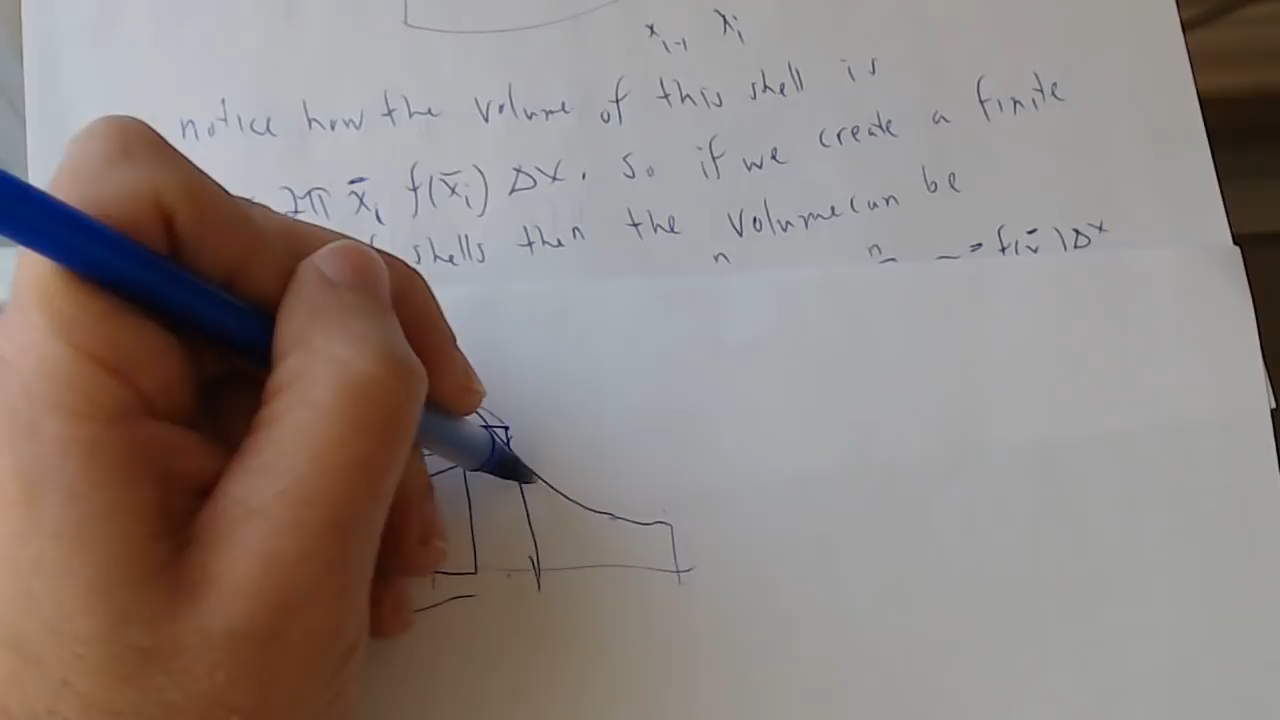 xᵢ₋₁ xᵢ
notice how the volume of this shell is
2π x̄ᵢ f(x̄ᵢ) Δx. So if we create a finite
shells then the volume can be
n n f(x̄ )Δx